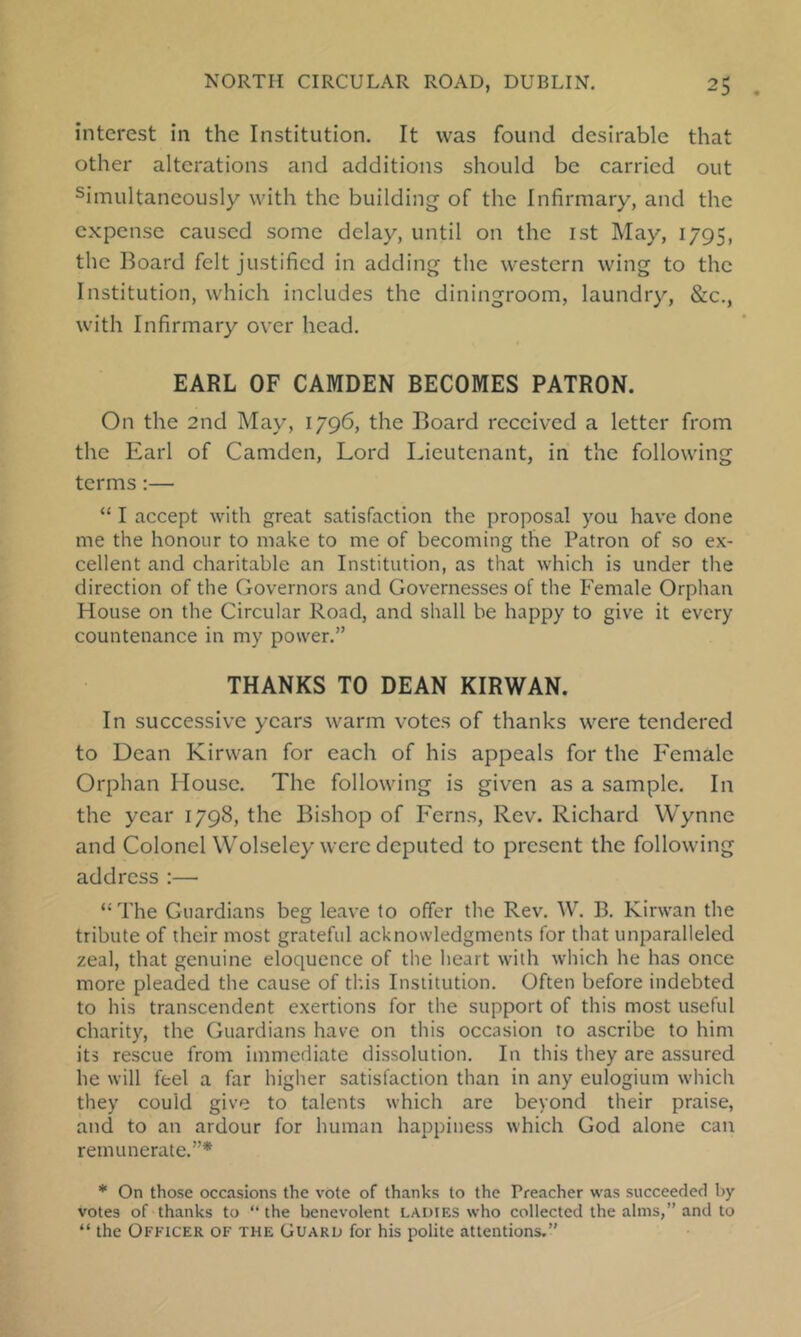 NORTH CIRCULAR ROAD, DUBLIN. 25
interest in the Institution. It was found desirable that
other alterations and additions should be carried out
simultaneously with the building of the Infirmary, and the
expense caused some delay, until on the 1st May, 1795,
the Board felt justified in adding the western wing to the
Institution, which includes the diningroom, laundry, &c.,
with Infirmary over head.
EARL OF CAMDEN BECOMES PATRON.
On the 2nd May, 1796, the Board received a letter from
the Earl of Camden, Lord Lieutenant, in the following
terms:—
“ I accept with great satisfaction the proposal you have done
me the honour to make to me of becoming the Patron of so ex-
cellent and charitable an Institution, as that which is under the
direction of the Governors and Governesses of the Female Orphan
House on the Circular Road, and shall be happy to give it every
countenance in my power.”
THANKS TO DEAN KIRWAN.
In successive years warm votes of thanks were tendered
to Dean Kirwan for each of his appeals for the Female
Orphan House. The following is given as a sample. In
the year 1798, the Bishop of Ferns, Rev. Richard Wynne
and Colonel Wolseley were deputed to present the following
address :—
“ The Guardians beg leave to offer the Rev. W. B. Kirwan the
tribute of their most grateful acknowledgments for that unparalleled
zeal, that genuine eloquence of the heart with which he has once
more pleaded the cause of this Institution. Often before indebted
to his transcendent exertions for the support of this most useful
charity, the Guardians have on this occasion to ascribe to him
its rescue from immediate dissolution. In this they are assured
he will feel a far higher satisfaction than in any eulogium which
they could give to talents which are beyond their praise,
and to an ardour for human happiness which God alone can
remunerate.”*
* On those occasions the vote of thanks to the Preacher was succeeded by
votes of thanks to “ the benevolent LADIES who collected the alms,” and to
“ the OFFICER OF THE GUARD for his polite attentions.”